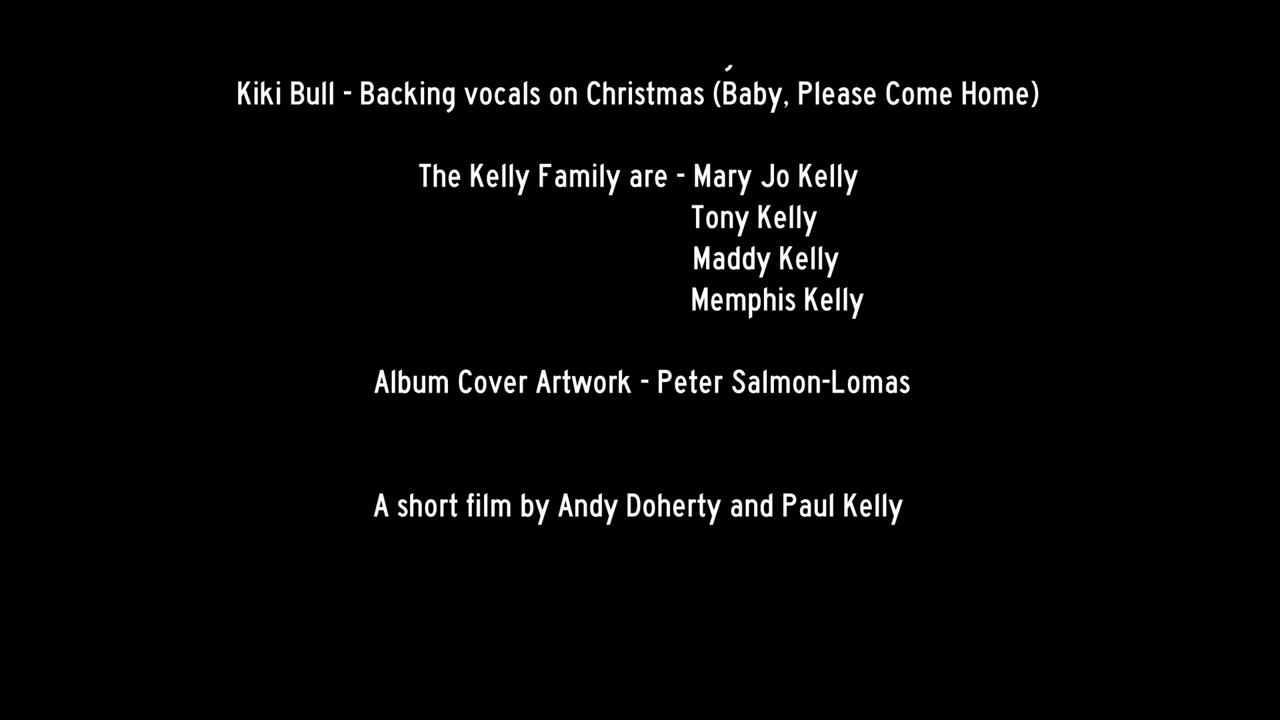 Kiki Bull - Backing vocals on Christmas (Baby, Please Come Home)
The Kelly Family are - Mary Jo Kelly
Tony Kelly
Maddy Kelly
Memphis Kelly
Album Cover Artwork - Peter Salmon-Lomas
A short film by Andy Doherty and Paul Kelly